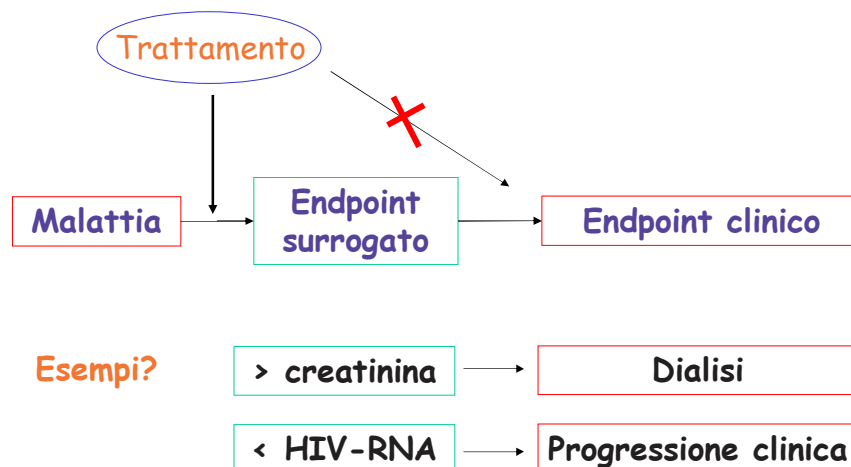 Trattamento
Malattia
Endpoint
surrogato
Endpoint clinico
Esempi?
> creatinina
Dialisi
< HIV-RNA
Progressione clinica